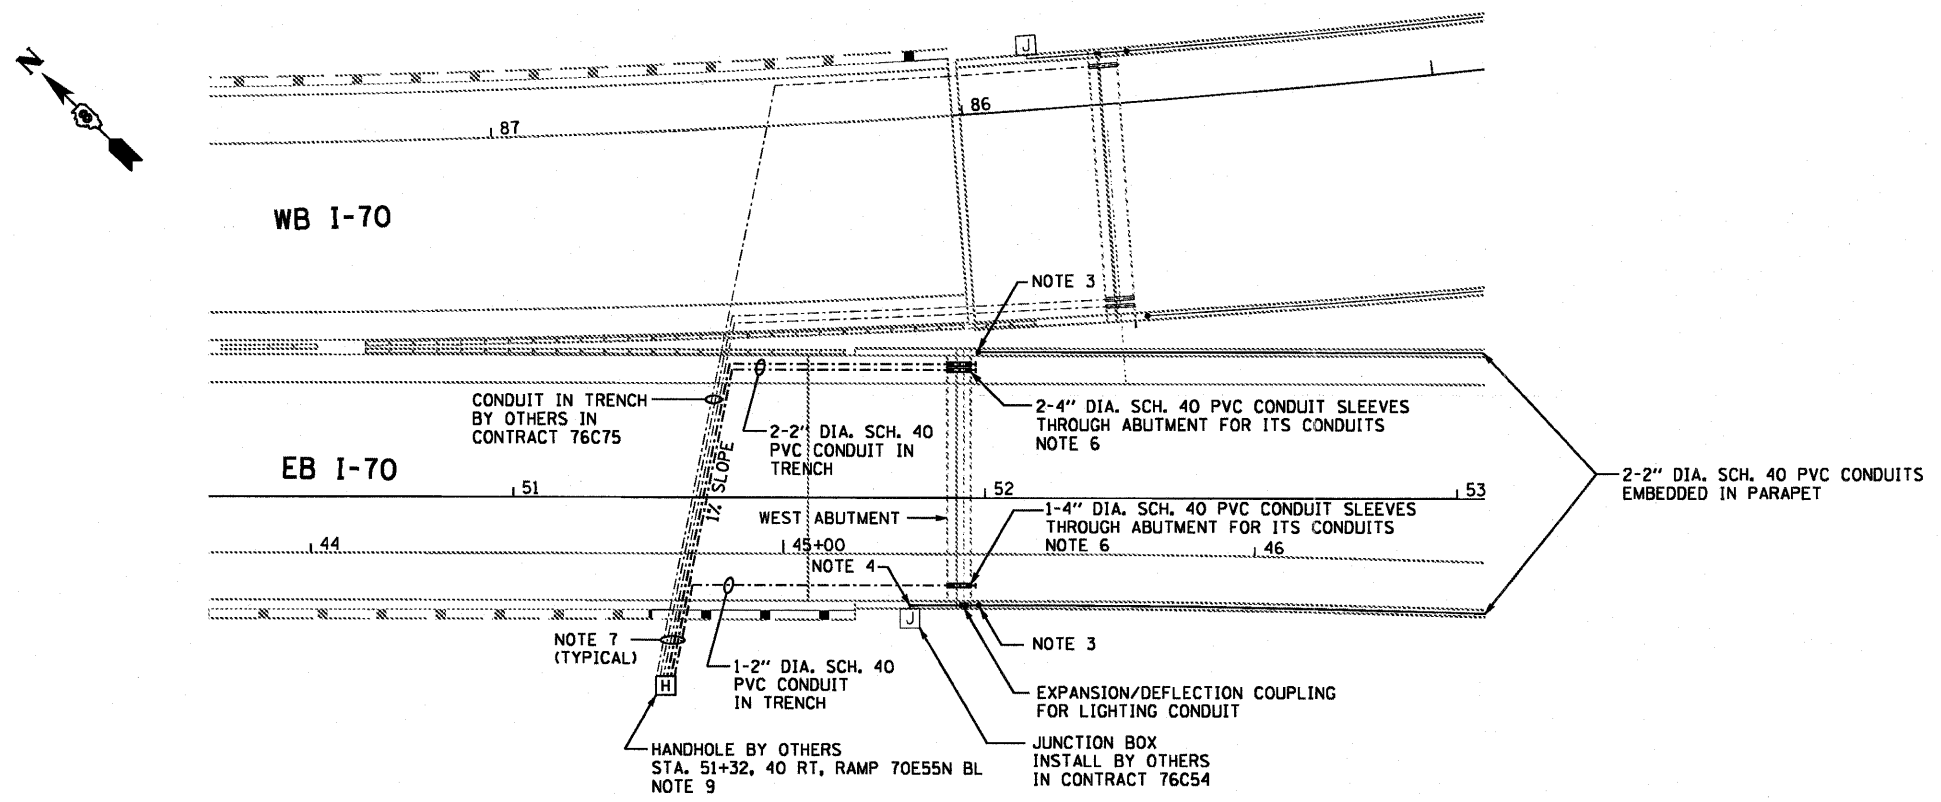 N
J
86
87
WB I-70
NOTE 3
CONDUIT IN TRENCH
BY OTHERS IN
CONTRACT 76C75
2-2" DIA. SCH. 40
PVC CONDUIT IN
TRENCH
2-4" DIA. SCH. 40 PVC CONDUIT SLEEVES
THROUGH ABUTMENT FOR ITS CONDUITS
NOTE 6
EB I-70
1% SLOPE
2-2" DIA. SCH. 40 PVC CONDUITS
EMBEDDED IN PARAPET
51
52
53
WEST ABUTMENT
1-4" DIA. SCH. 40 PVC CONDUIT SLEEVES
THROUGH ABUTMENT FOR ITS CONDUITS
NOTE 6
44
45+00
46
NOTE 4
J
NOTE 7
(TYPICAL)
NOTE 3
1-2" DIA. SCH. 40
PVC CONDUIT
IN TRENCH
H
EXPANSION/DEFLECTION COUPLING
FOR LIGHTING CONDUIT
HANDHOLE BY OTHERS
STA. 51+32, 40 RT, RAMP 70E55N BL
NOTE 9
JUNCTION BOX
INSTALL BY OTHERS
IN CONTRACT 76C54